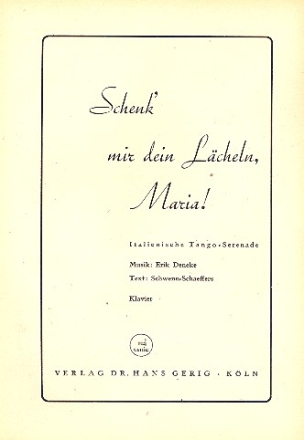 Schenk'
mir dein Lächeln,
Maria!
Italienische Tango-Serenade
Musik: Erik Deneke
Text: Schwenn-Schaeffers
Klavier
VERLAG DR. HANS GERIG · KÖLN